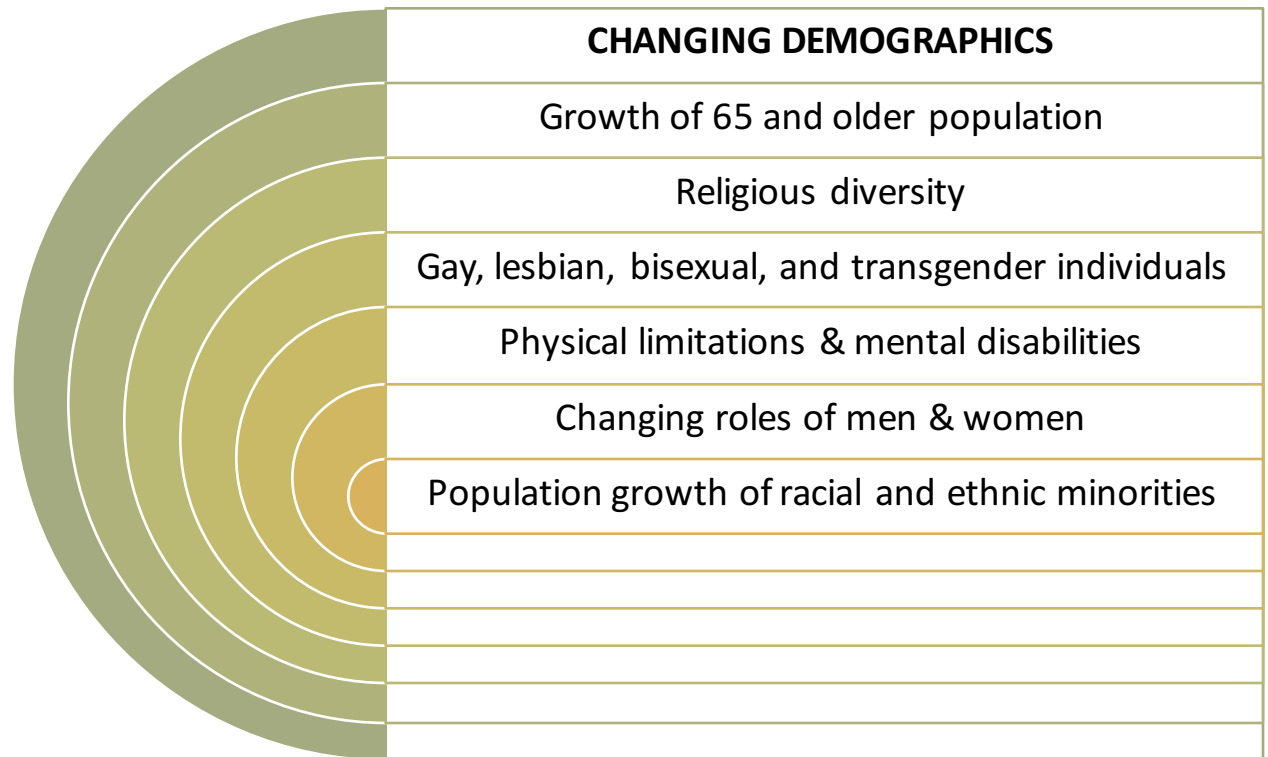 CHANGING DEMOGRAPHICS
Growth of 65 and older population
Religious diversity
Gay, lesbian, bisexual, and transgender individuals
Physical limitations & mental disabilities
Changing roles of men & women
Population growth of racial and ethnic minorities